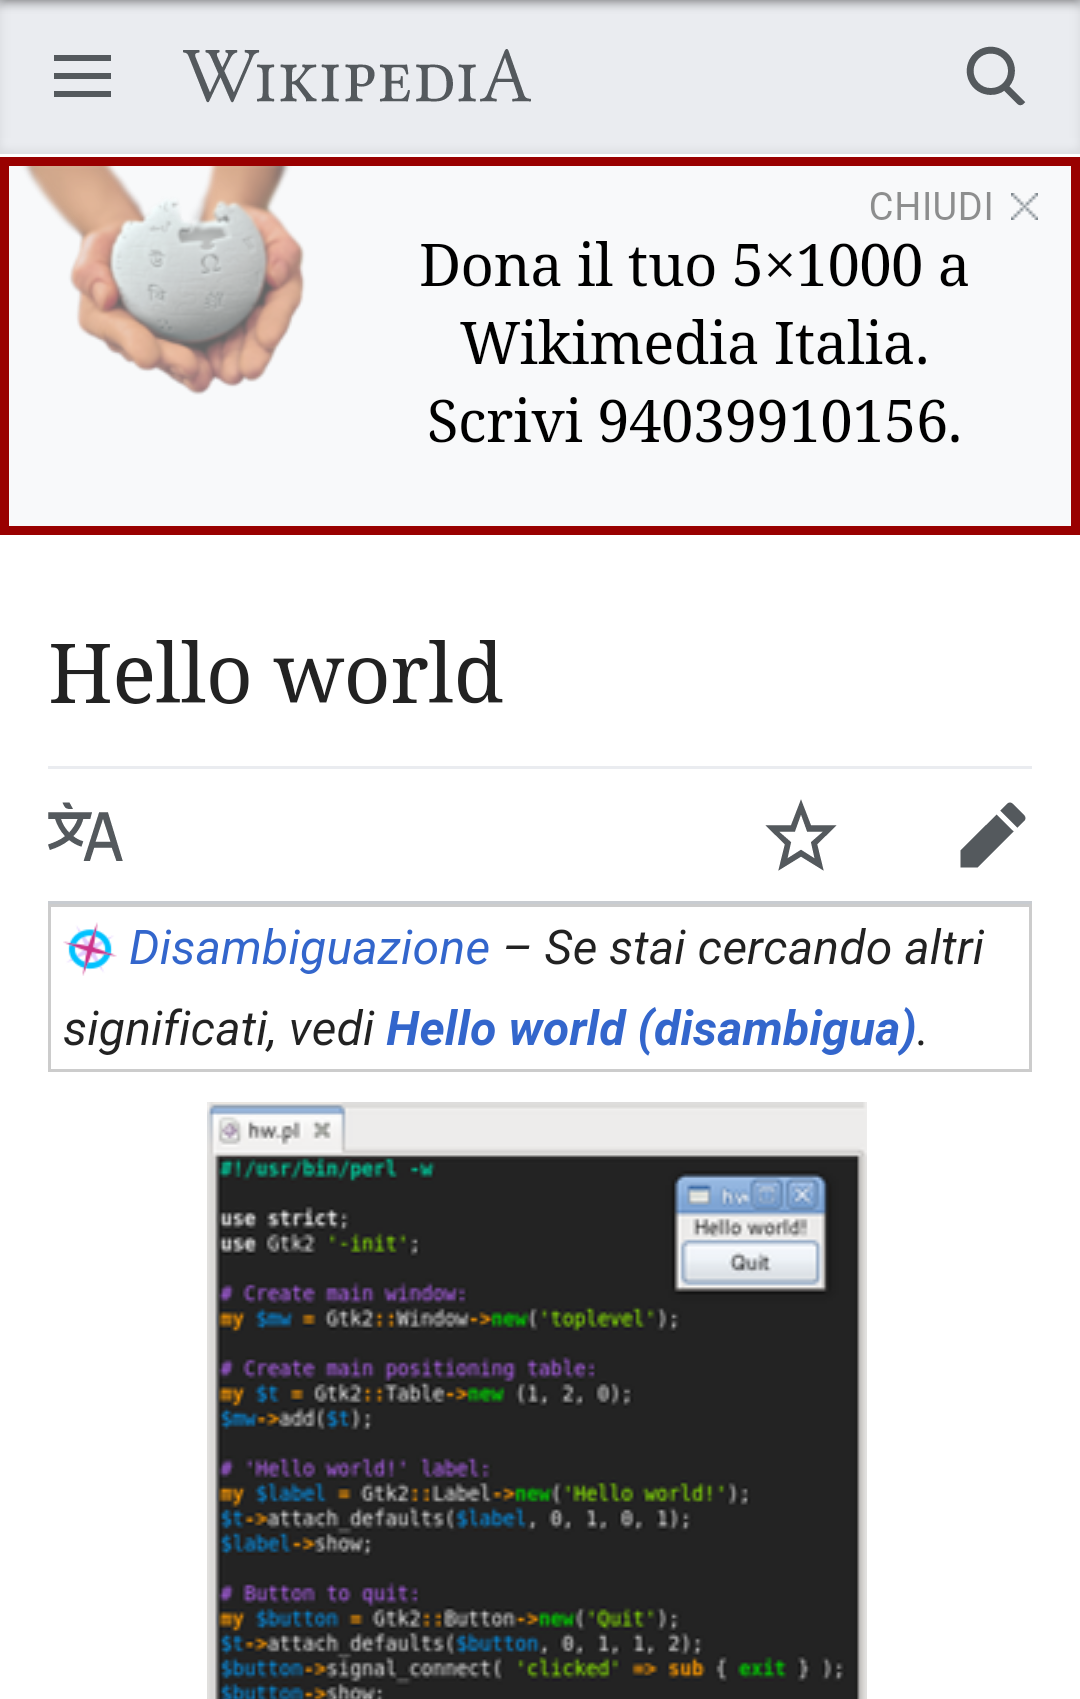 WIKIPEDIA
CHIUDI
Dona il tuo 5×1000 a
Wikimedia Italia.
Scrivi 94039910156.
Hello world
Disambiguazione – Se stai cercando altri
significati, vedi Hello world (disambigua).
hw.pl
#!/usr/bin/perl -w
hw
Hello world!
Quit
use strict;
use Gtk2 '-init';
# Create main window:
my $mw = Gtk2::Window->new('toplevel');
# Create main positioning table:
my $t = Gtk2::Table->new (1, 2, 0);
$mw->add($t);
# 'Hello world!' label:
my $label = Gtk2::Label->new('Hello world!');
$t->attach_defaults($label, 0, 1, 0, 1);
$label->show;
# Button to quit:
my $button = Gtk2::Button->new('Quit');
$t->attach_defaults($button, 0, 1, 1, 2);
$button->signal_connect( 'clicked' => sub { exit } );
$button->show;